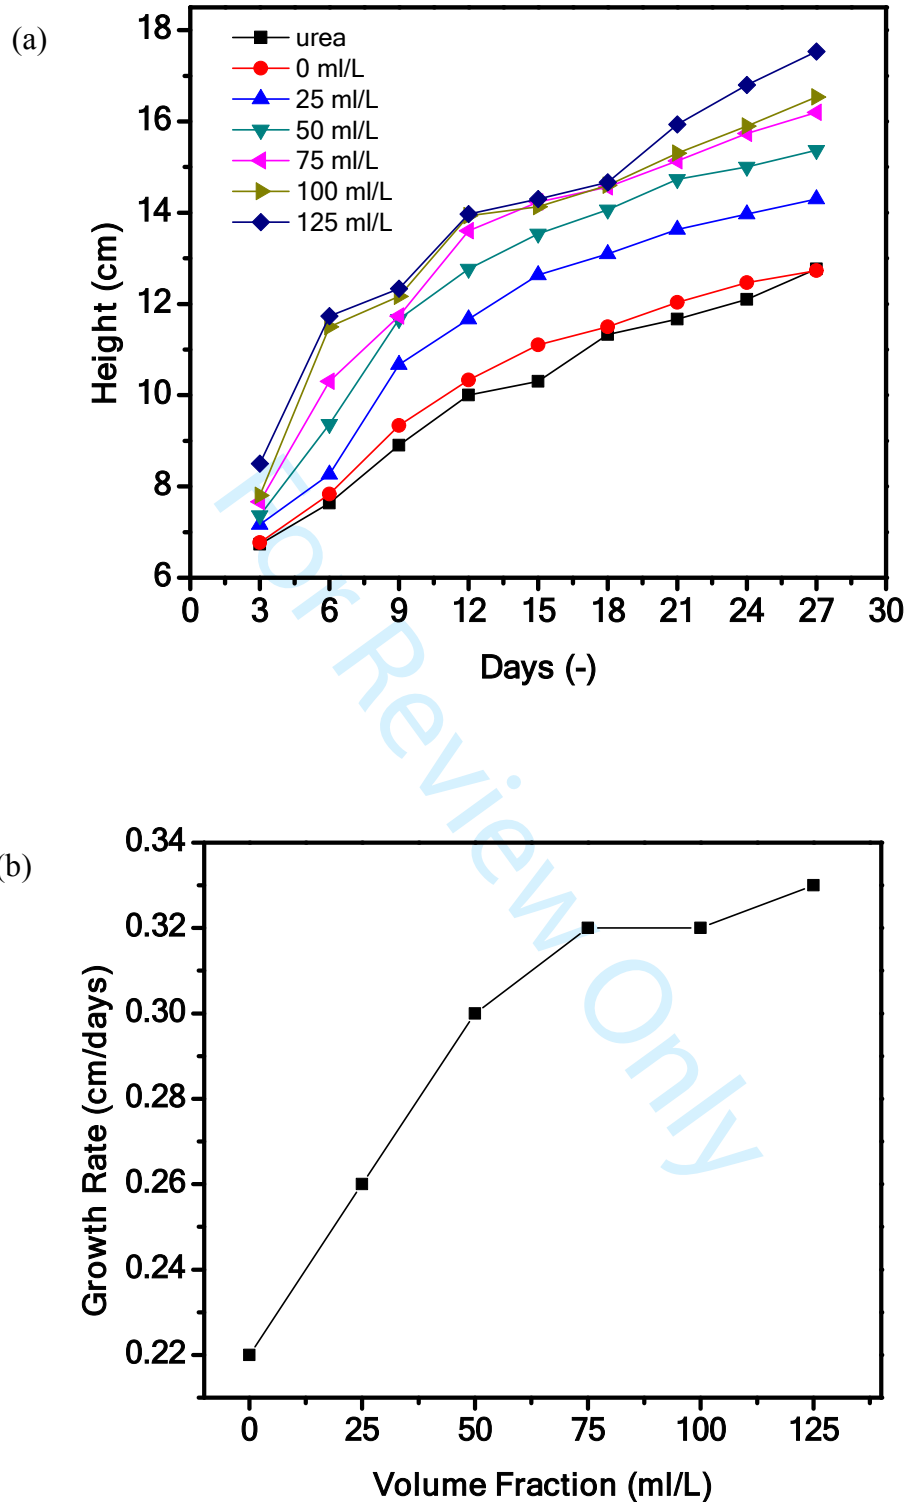 (a)
urea
0 ml/L
25 ml/L
50 ml/L
75 ml/L
100 ml/L
125 ml/L
18
16
14
12
10
8
6
Height (cm)
0 3 6 9 12 15 18 21 24 27 30
Days (-)
For Review Only
(b)
0.34
0.32
0.30
0.28
0.26
0.24
0.22
Growth Rate (cm/days)
0 25 50 75 100 125
Volume Fraction (ml/L)